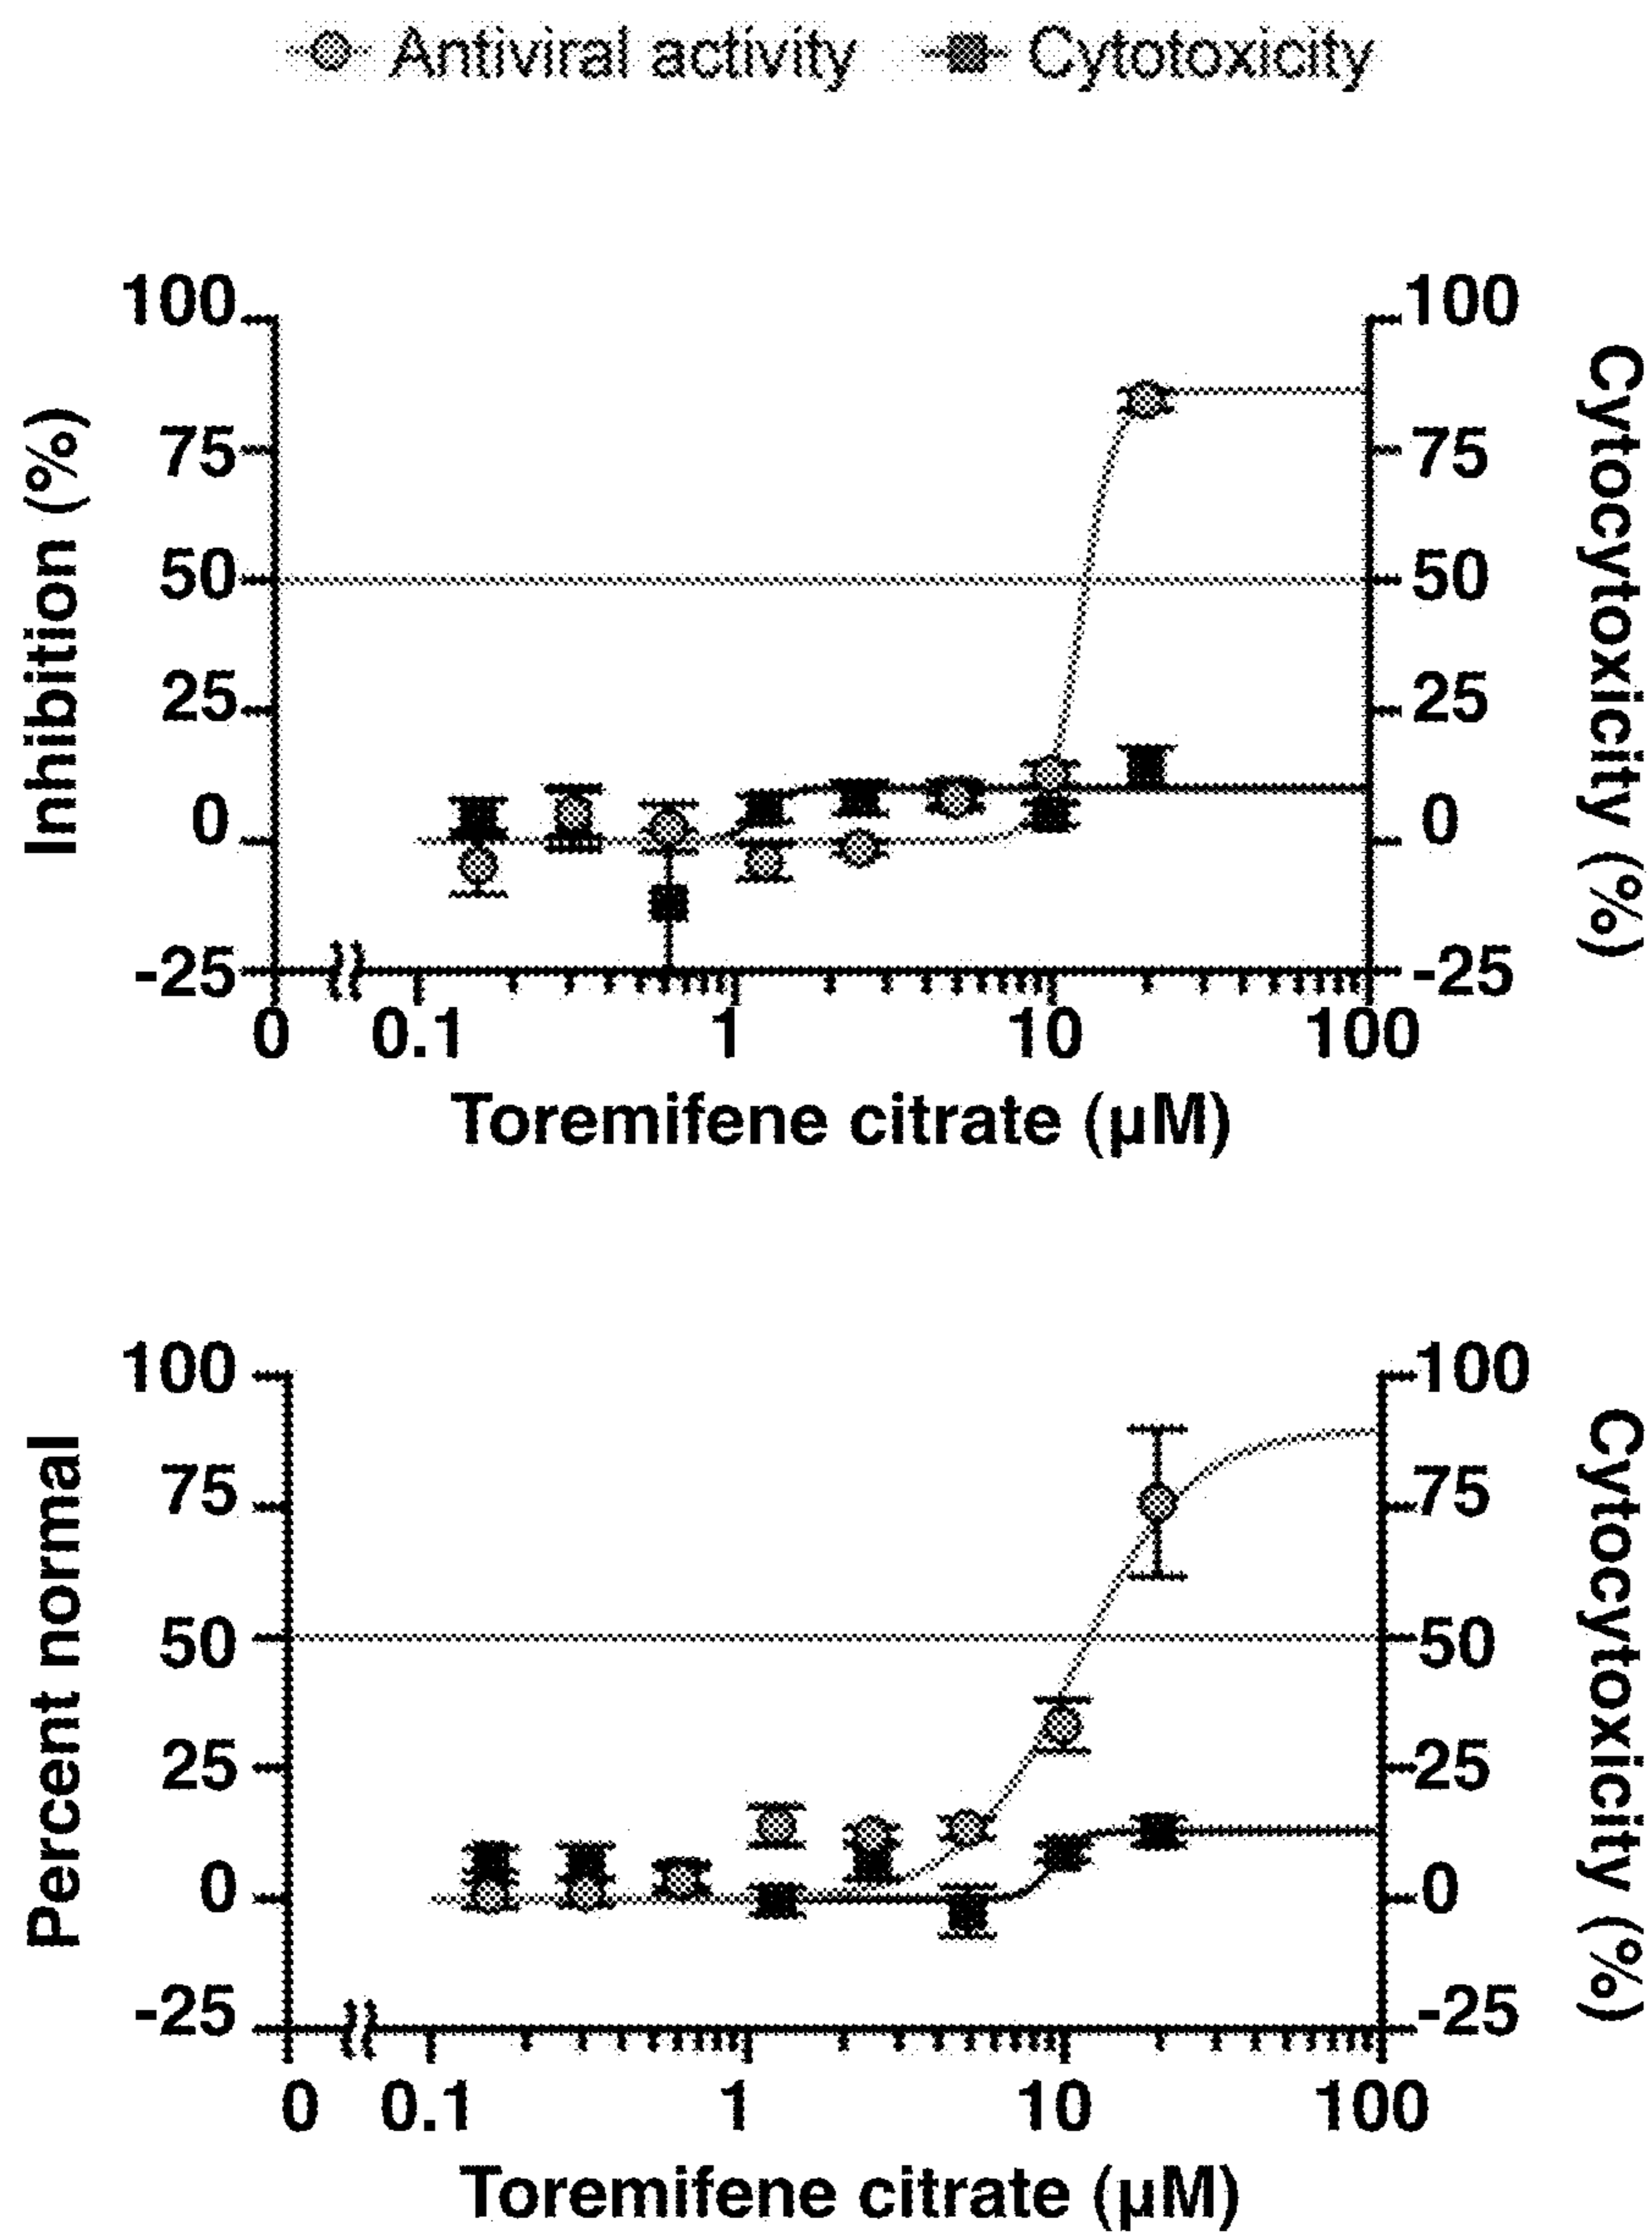 Antiviral activity Cytotoxicity
100 100
75 75
50 50
25 25
0 0
-25 -25
Inhibition (%)
Cytocytoxicity (%)
0 0.1 1 10 100
Toremifene citrate (µM)
100 100
75 75
50 50
25 25
0 0
-25 -25
Percent normal
Cytocytoxicity (%)
0 0.1 1 10 100
Toremifene citrate (µM)